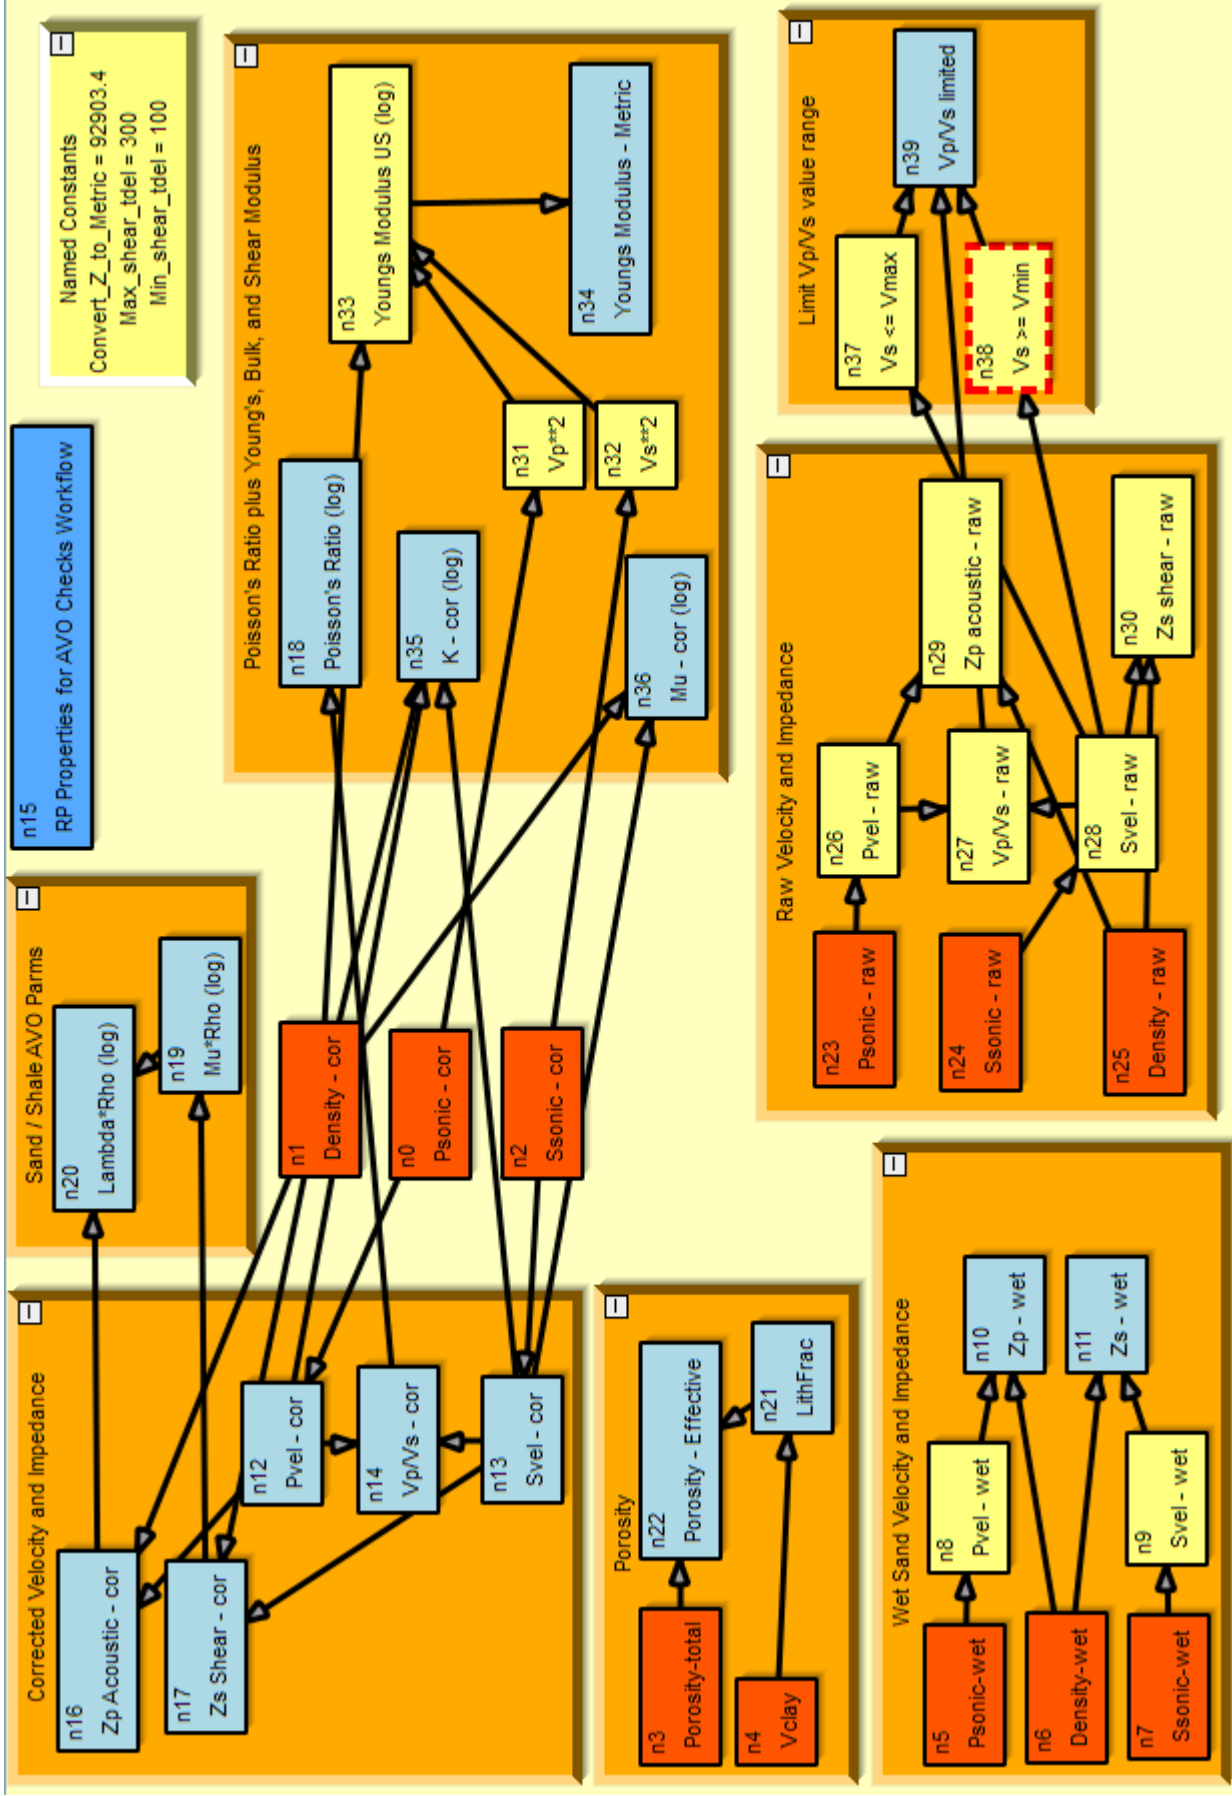 n15
RP Properties for AVO Checks Workflow
Named Constants
Convert_Z_to_Metric = 92903.4
Max_shear_tdel = 300
Min_shear_tdel = 100
Corrected Velocity and Impedance
n16
Zp Acoustic - cor
n17
Zs Shear - cor
n12
Pvel - cor
n14
Vp/Vs - cor
n13
Svel - cor
Sand / Shale AVO Parms
n20
Lambda*Rho (log)
n19
Mu*Rho (log)
n1
Density - cor
n0
Psonic - cor
n2
Ssonic - cor
Poisson's Ratio plus Young's, Bulk, and Shear Modulus
n18
Poisson's Ratio (log)
n35
K - cor (log)
n36
Mu - cor (log)
n31
Vp**2
n32
Vs**2
n33
Youngs Modulus US (log)
n34
Youngs Modulus - Metric
Porosity
n3
Porosity-total
n4
Vclay
n22
Porosity - Effective
n21
LithFrac
Wet Sand Velocity and Impedance
n5
Psonic-wet
n6
Density-wet
n7
Ssonic-wet
n8
Pvel - wet
n9
Svel - wet
n10
Zp - wet
n11
Zs - wet
Raw Velocity and Impedance
n23
Psonic - raw
n24
Ssonic - raw
n25
Density - raw
n26
Pvel - raw
n27
Vp/Vs - raw
n28
Svel - raw
n29
Zp acoustic - raw
n30
Zs shear - raw
Limit Vp/Vs value range
n37
Vs <= Vmax
n38
Vs >= Vmin
n39
Vp/Vs limited